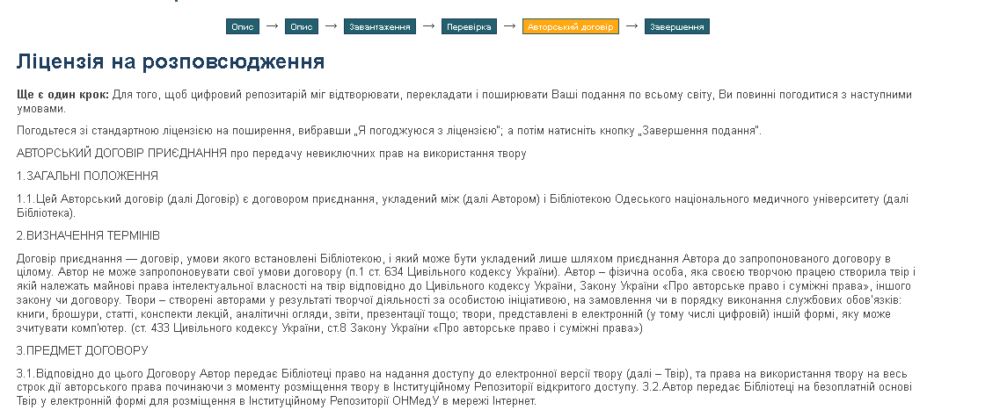 Опис → Опис → Завантаження → Перевірка → Авторський договір → Завершення
Ліцензія на розповсюдження
Ще є один крок: Для того, щоб цифровий репозитарій міг відтворювати, перекладати і поширювати Ваші подання по всьому світу, Ви повинні погодитися з наступними
умовами.
Погодьтеся зі стандартною ліцензією на поширення, вибравши „Я погоджуюся з ліцензією”; а потім натисніть кнопку „Завершення подання”.
АВТОРСЬКИЙ ДОГОВІР ПРИЄДНАННЯ про передачу невиключних прав на використання твору
1.ЗАГАЛЬНІ ПОЛОЖЕННЯ
1.1.Цей Авторський договір (далі Договір) є договором приєднання, укладений між (далі Автором) і Бібліотекою Одеського національного медичного університету (далі
Бібліотека).
2.ВИЗНАЧЕННЯ ТЕРМІНІВ
Договір приєднання — договір, умови якого встановлені Бібліотекою, і який може бути укладений лише шляхом приєднання Автора до запропонованого договору в
цілому. Автор не може запропоновувати свої умови договору (п.1 ст. 634 Цивільного кодексу України). Автор – фізична особа, яка своєю творчою працею створила твір і
якій належать майнові права інтелектуальної власності на твір відповідно до Цивільного кодексу України, Закону України «Про авторське право і суміжні права», іншого
закону чи договору. Твори – створені авторами у результаті творчої діяльності за особистою ініціативою, на замовлення чи в порядку виконання службових обов'язків:
книги, брошури, статті, конспекти лекцій, аналітичні огляди, звіти, презентації тощо; твори, представлені в електронній (у тому числі цифровій) іншій формі, яку може
зчитувати комп'ютер. (ст. 433 Цивільного кодексу України, ст.8 Закону України «Про авторське право і суміжні права»)
3.ПРЕДМЕТ ДОГОВОРУ
3.1.Відповідно до цього Договору Автор передає Бібліотеці право на надання доступу до електронної версії твору (далі – Твір), та права на використання твору на весь
строк дії авторського права починаючи з моменту розміщення твору в Інституційному Репозиторії відкритого доступу. 3.2.Автор передає Бібліотеці на безоплатній основі
Твір у електронній формі для розміщення в Інституційному Репозиторії ОНМедУ в мережі Інтернет.